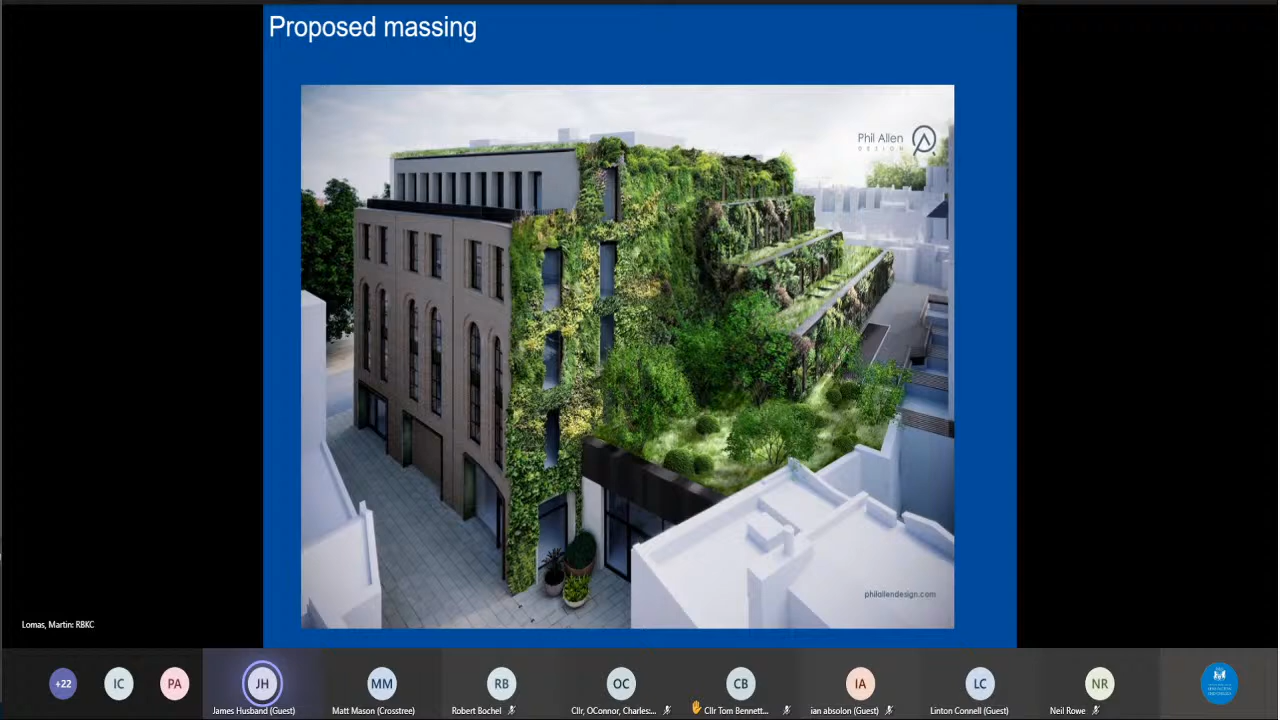 Proposed massing
Phil Allen
DESIGN
philallendesign.com
Lomas, Martin: RBKC
+22
IC
PA
JH
MM
RB
OC
CB
IA
LC
NR
James Husband (Guest)
Matt Mason (Crosstree)
Robert Bochel
Cllr, OConnor, Charles:...
Cllr Tom Bennett...
ian absolon (Guest)
Linton Connell (Guest)
Neil Rowe